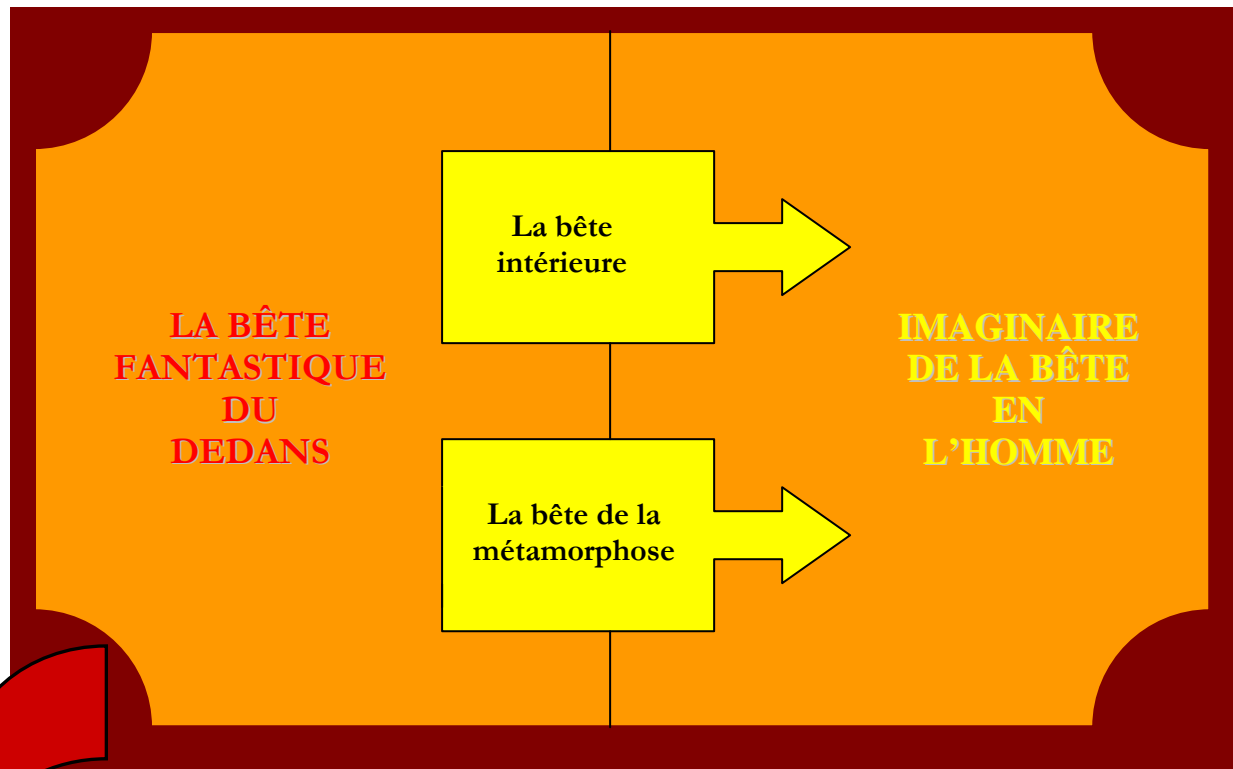 LA BÊTE
FANTASTIQUE
DU
DEDANS
La bête
intérieure
La bête de la
métamorphose
IMAGINAIRE
DE LA BÊTE
EN
L’HOMME